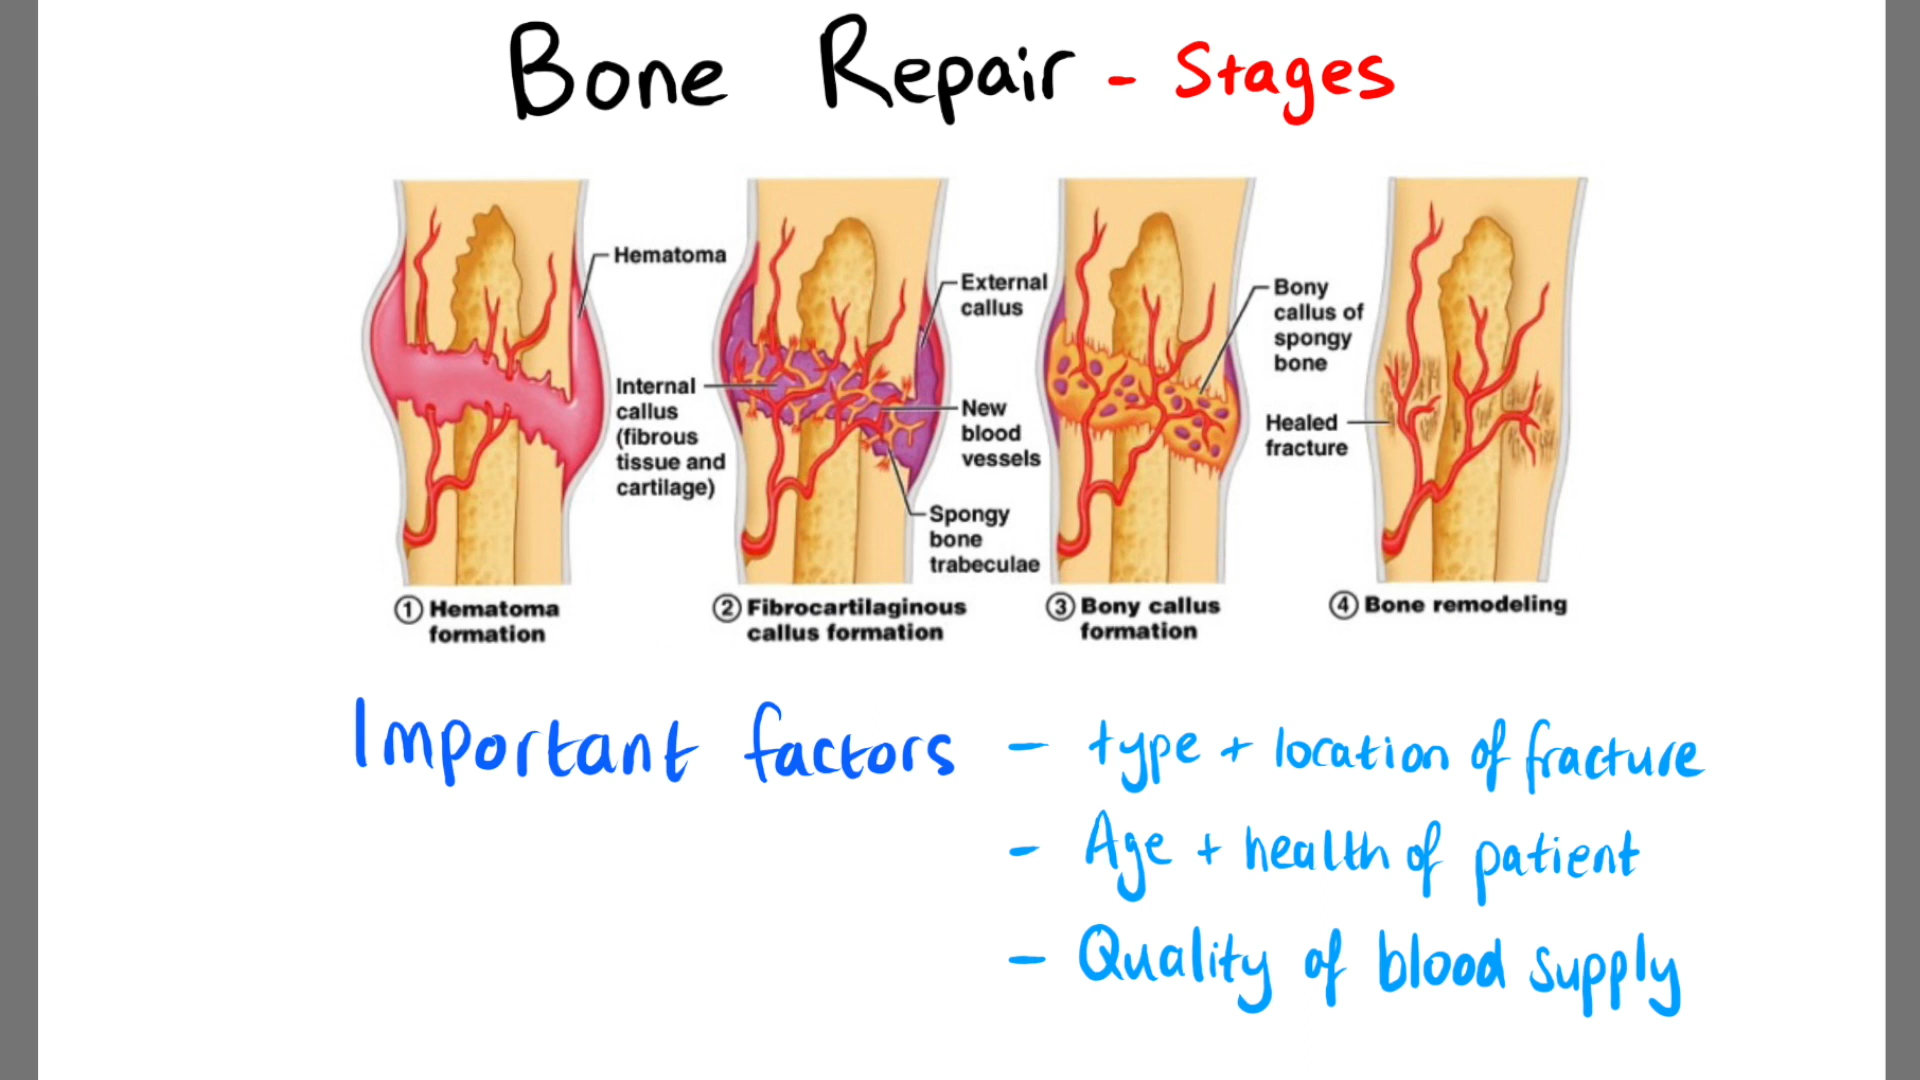 Bone Repair - Stages
Hematoma
Internal
callus
(fibrous
tissue and
cartilage)
① Hematoma
formation
External
callus
New
blood
vessels
Spongy
bone
trabeculae
② Fibrocartilaginous
callus formation
Bony
callus of
spongy
bone
③ Bony callus
formation
Healed
fracture
④ Bone remodeling
Important factors - type + location of fracture
- Age + health of patient
- Quality of blood supply